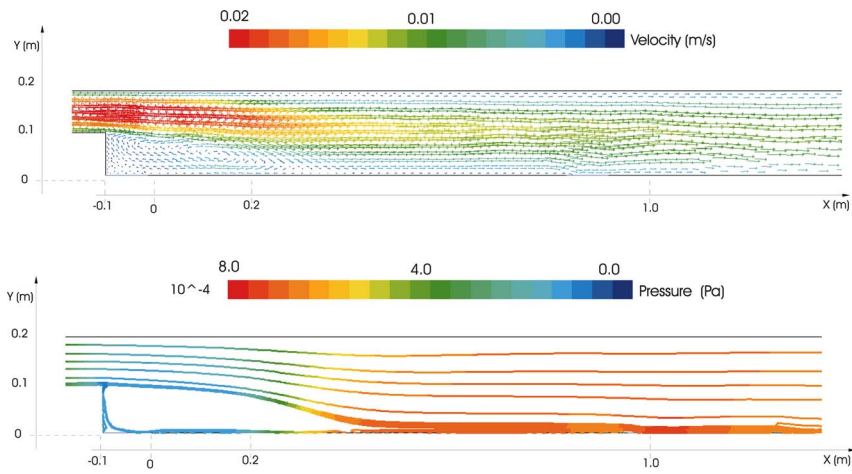 0.02 0.01 0.00
Velocity (m/s)
Y (m)
0.2
0.1
0
-0.1 0 0.2 1.0 X (m)
8.0 4.0 0.0
10^-4 Pressure (Pa)
Y (m)
0.2
0.1
0
-0.1 0 0.2 1.0 X (m)